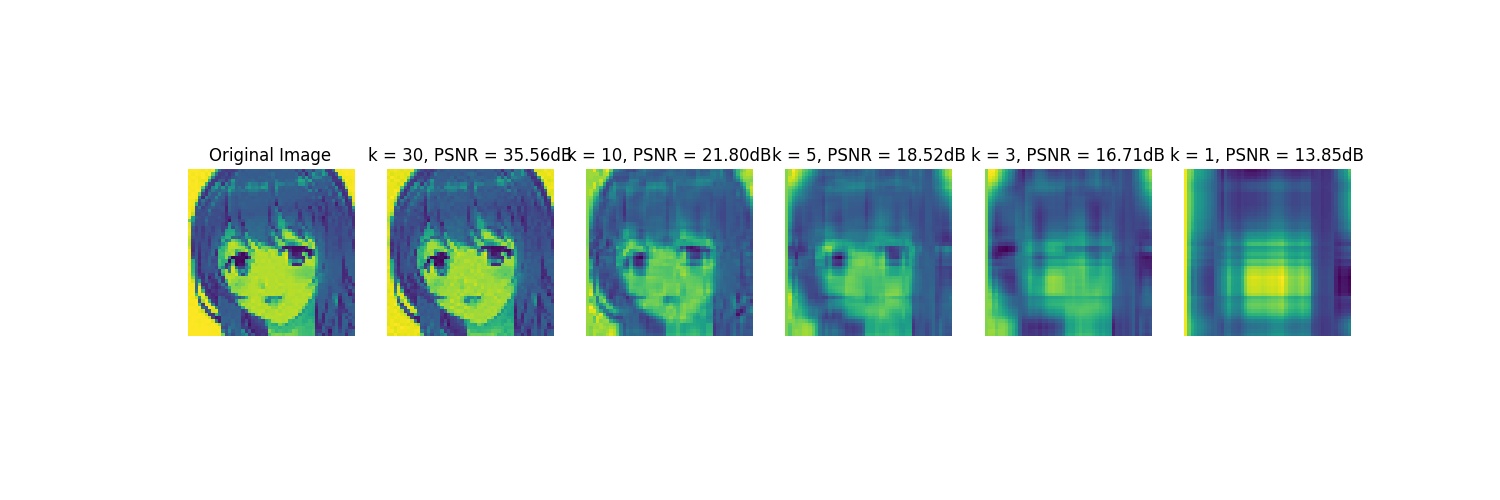 Original Image
k = 30, PSNR = 35.56dB
k = 10, PSNR = 21.80dB
k = 5, PSNR = 18.52dB
k = 3, PSNR = 16.71dB
k = 1, PSNR = 13.85dB